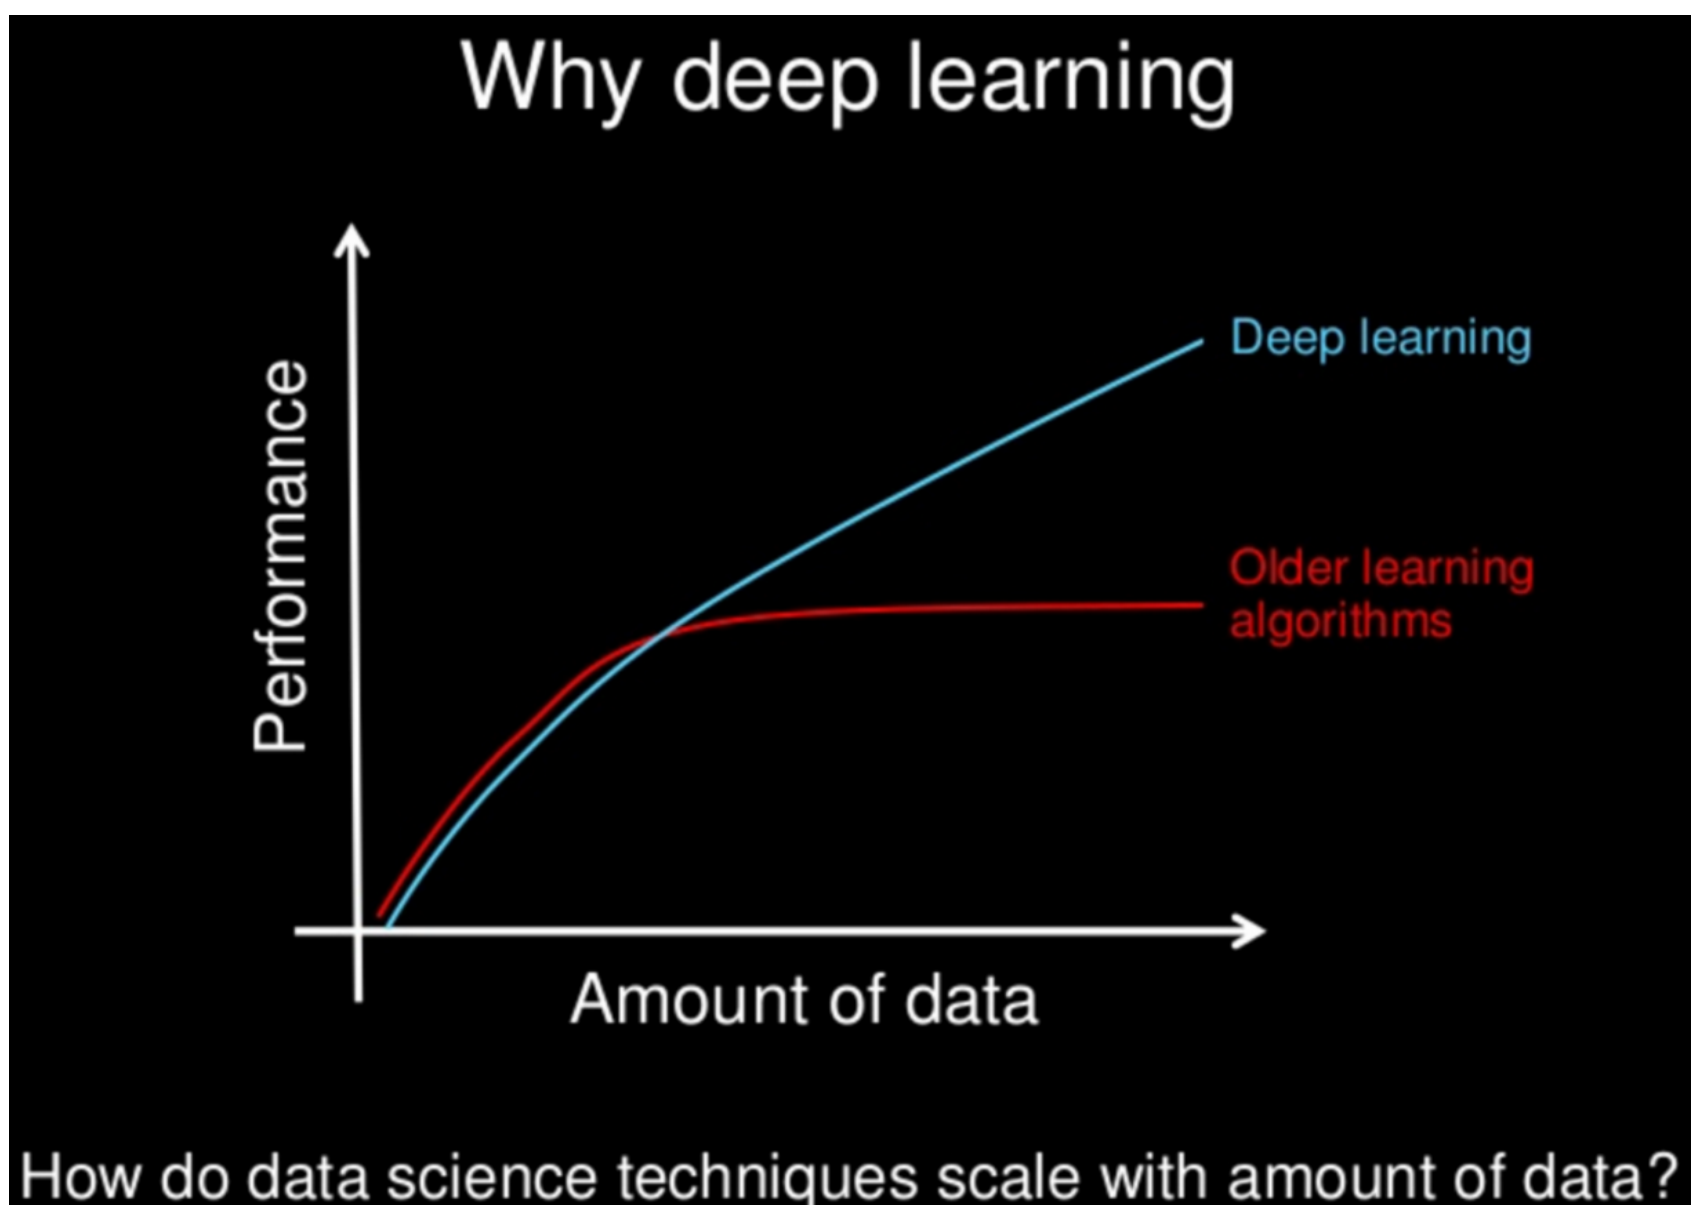 Why deep learning
Performance
Deep learning
Older learning
algorithms
Amount of data
How do data science techniques scale with amount of data?